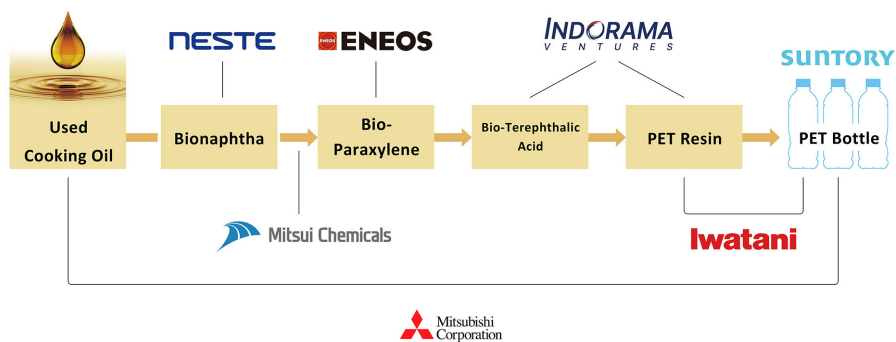 NESTE
ENEOS
ENEOS
INDORAMA
VENTURES
SUNTORY
Used
Cooking Oil
Bionaphtha
Bio-
Paraxylene
Bio-Terephthalic
Acid
PET Resin
PET Bottle
Mitsui Chemicals
Iwatani
Mitsubishi
Corporation